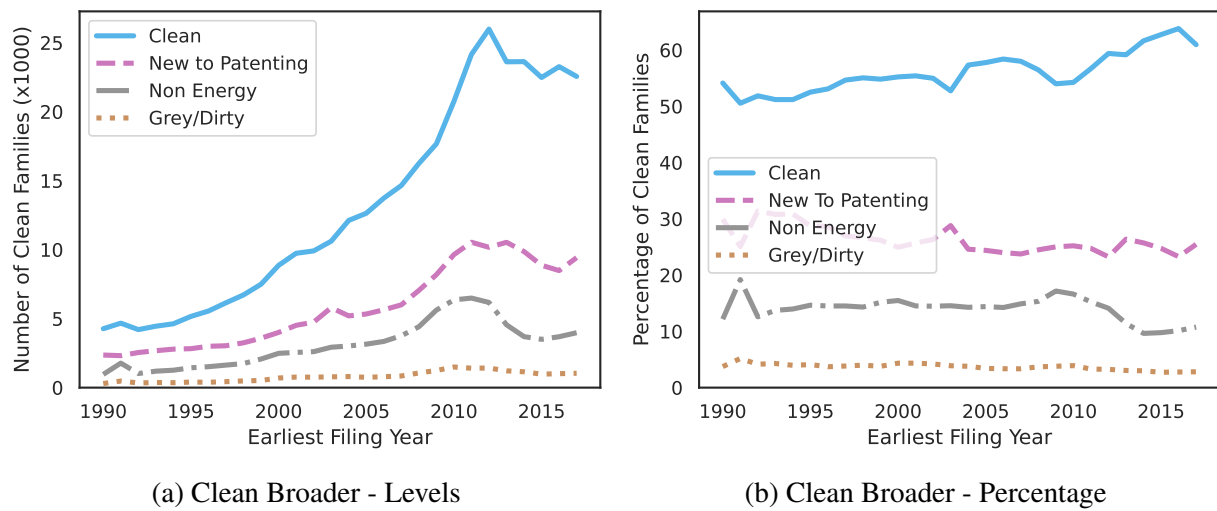 Number of Clean Families (x1000)
25
20
15
10
5
0
Clean
New to Patenting
Non Energy
Grey/Dirty
1990 1995 2000 2005 2010 2015
Earliest Filing Year
(a) Clean Broader - Levels
Percentage of Clean Families
60
50
40
30
20
10
0
Clean
New To Patenting
Non Energy
Grey/Dirty
1990 1995 2000 2005 2010 2015
Earliest Filing Year
(b) Clean Broader - Percentage